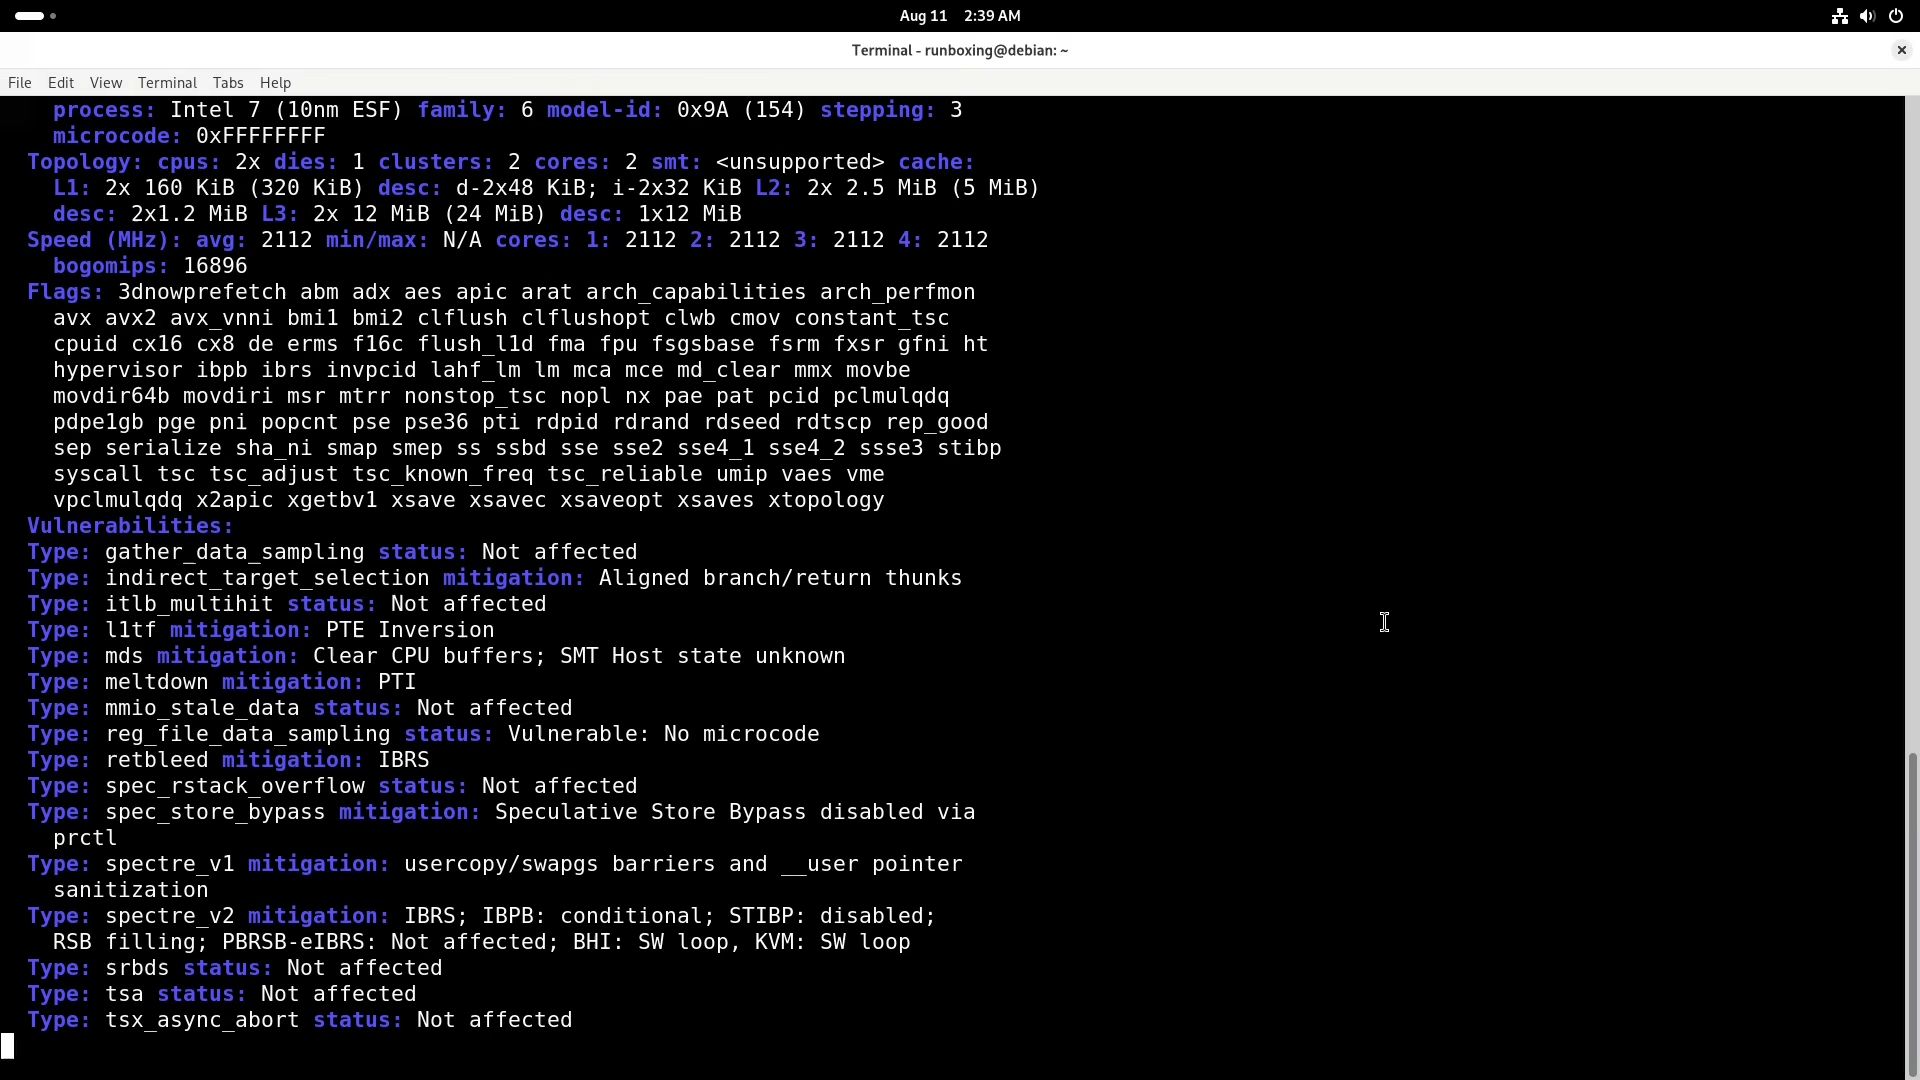 Aug 11 2:39 AM
Terminal - runboxing@debian: ~
File Edit View Terminal Tabs Help
process: Intel 7 (10nm ESF) family: 6 model-id: 0x9A (154) stepping: 3
microcode: 0xFFFFFFFF
Topology: cpus: 2x dies: 1 clusters: 2 cores: 2 smt: <unsupported> cache:
L1: 2x 160 KiB (320 KiB) desc: d-2x48 KiB; i-2x32 KiB L2: 2x 2.5 MiB (5 MiB)
desc: 2x1.2 MiB L3: 2x 12 MiB (24 MiB) desc: 1x12 MiB
Speed (MHz): avg: 2112 min/max: N/A cores: 1: 2112 2: 2112 3: 2112 4: 2112
bogomips: 16896
Flags: 3dnowprefetch abm adx aes apic arat arch_capabilities arch_perfmon
avx avx2 avx_vnni bmi1 bmi2 clflush clflushopt clwb cmov constant_tsc
cpuid cx16 cx8 de erms f16c flush_l1d fma fpu fsgsbase fsrm fxsr gfni ht
hypervisor ibpb ibrs invpcid lahf_lm lm mca mce md_clear mmx movbe
movdir64b movdiri msr mtrr nonstop_tsc nopl nx pae pat pcid pclmulqdq
pdpe1gb pge pni popcnt pse pse36 pti rdpid rdrand rdseed rdtscp rep_good
sep serialize sha_ni smap smep ss ssbd sse sse2 sse4_1 sse4_2 ssse3 stibp
syscall tsc tsc_adjust tsc_known_freq tsc_reliable umip vaes vme
vpclmulqdq x2apic xgetbv1 xsave xsavec xsaveopt xsaves xtopology
Vulnerabilities:
Type: gather_data_sampling status: Not affected
Type: indirect_target_selection mitigation: Aligned branch/return thunks
Type: itlb_multihit status: Not affected
Type: l1tf mitigation: PTE Inversion
Type: mds mitigation: Clear CPU buffers; SMT Host state unknown
Type: meltdown mitigation: PTI
Type: mmio_stale_data status: Not affected
Type: reg_file_data_sampling status: Vulnerable: No microcode
Type: retbleed mitigation: IBRS
Type: spec_rstack_overflow status: Not affected
Type: spec_store_bypass mitigation: Speculative Store Bypass disabled via
prctl
Type: spectre_v1 mitigation: usercopy/swapgs barriers and __user pointer
sanitization
Type: spectre_v2 mitigation: IBRS; IBPB: conditional; STIBP: disabled;
RSB filling; PBRSB-eIBRS: Not affected; BHI: SW loop, KVM: SW loop
Type: srbds status: Not affected
Type: tsa status: Not affected
Type: tsx_async_abort status: Not affected